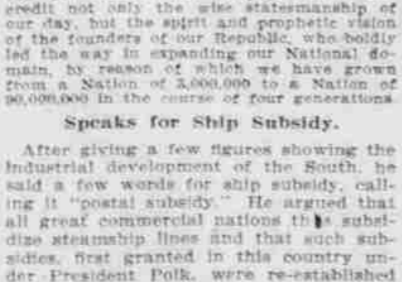 credit not only the wise statesmanship of
our day, but the spirit and prophetic vision
of the founders of our Republic, who boldly
led the way in expanding our National do-
main, by reason of which we have grown
from a Nation of 3,000,000 to a Nation of
90,000,000 in the course of four generations.
Speaks for Ship Subsidy.
After giving a few figures showing the
industrial development of the South, he
said a few words for ship subsidy, call-
ing it "postal subsidy." He argued that
all great commercial nations thus subsi-
dize steamship lines and that such sub-
sidies, first granted in this country un-
der President Polk, were re-established